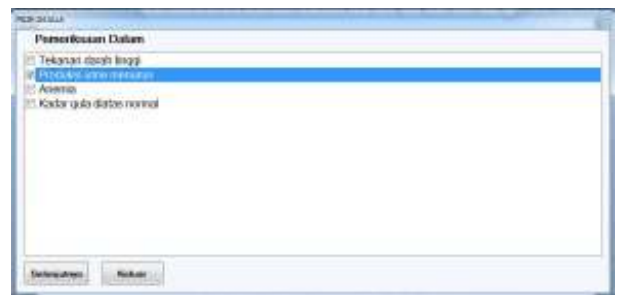 Pemeriksaan Dalam
Tekanan darah tinggi
Produksi urine menurun
Anemia
Kadar gula diatas normal
Selanjutnya
Keluar